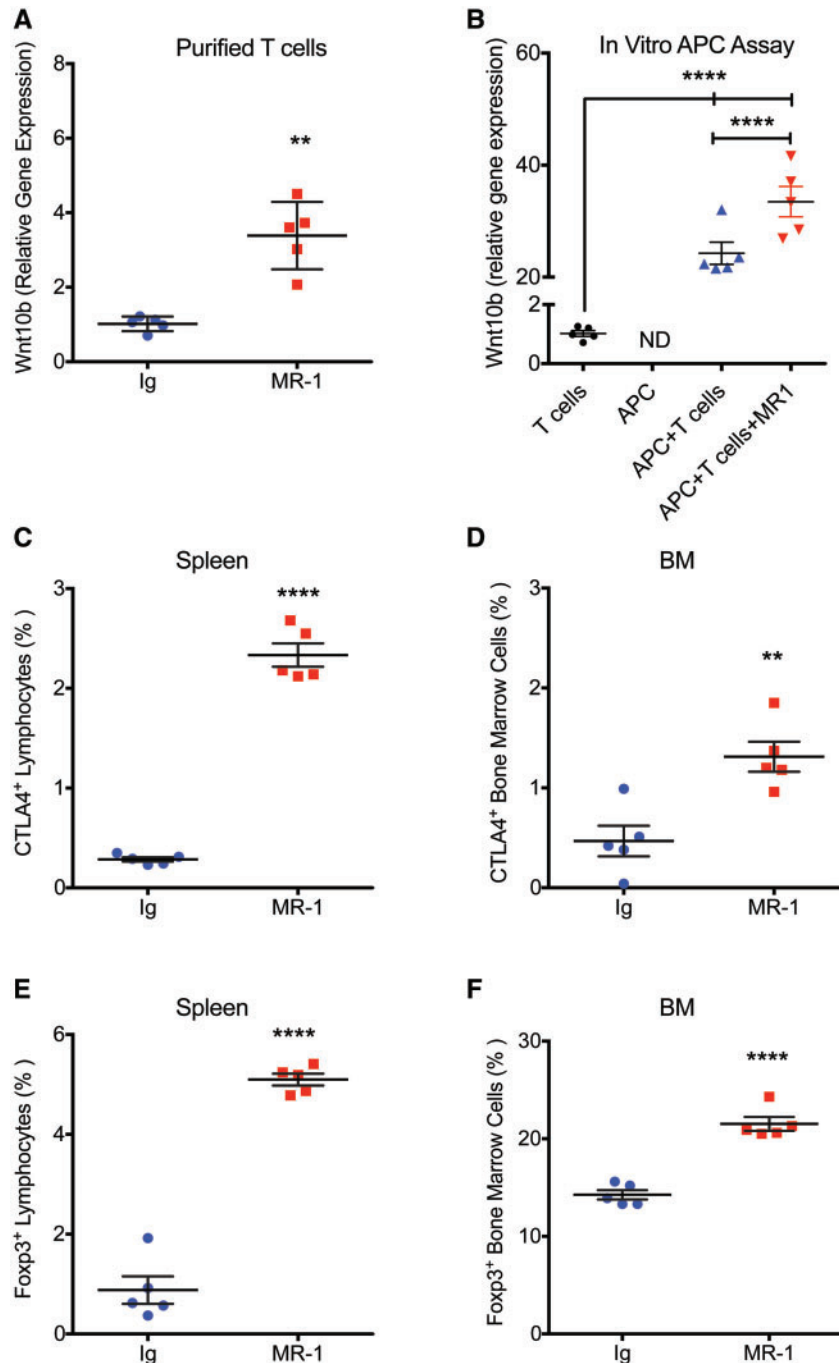 A
Purified T cells
Wnt10b (Relative Gene Expression)
8
6
4
2
0
**
Ig
MR-1
B
In Vitro APC Assay
Wnt10b (relative gene expression)
60
40
20
2
0
****
****
ND
T cells
APC
APC+T cells
APC+T cells+MR1
C
Spleen
CTLA4⁺ Lymphocytes (% )
3
2
1
0
****
Ig
MR-1
D
BM
CTLA4⁺ Bone Marrow Cells (% )
3
2
1
0
**
Ig
MR-1
E
Spleen
Foxp3⁺ Lymphocytes (% )
6
4
2
0
****
Ig
MR-1
F
BM
Foxp3⁺ Bone Marrow Cells (% )
30
20
10
0
****
Ig
MR-1